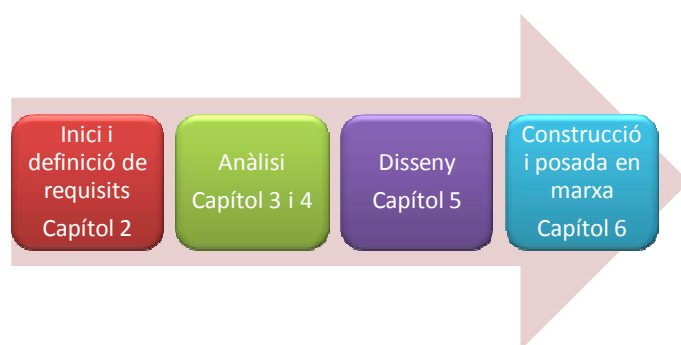 Inici i
definició de
requisits
Capítol 2
Anàlisi
Capítol 3 i 4
Disseny
Capítol 5
Construcció
i posada en
marxa
Capítol 6